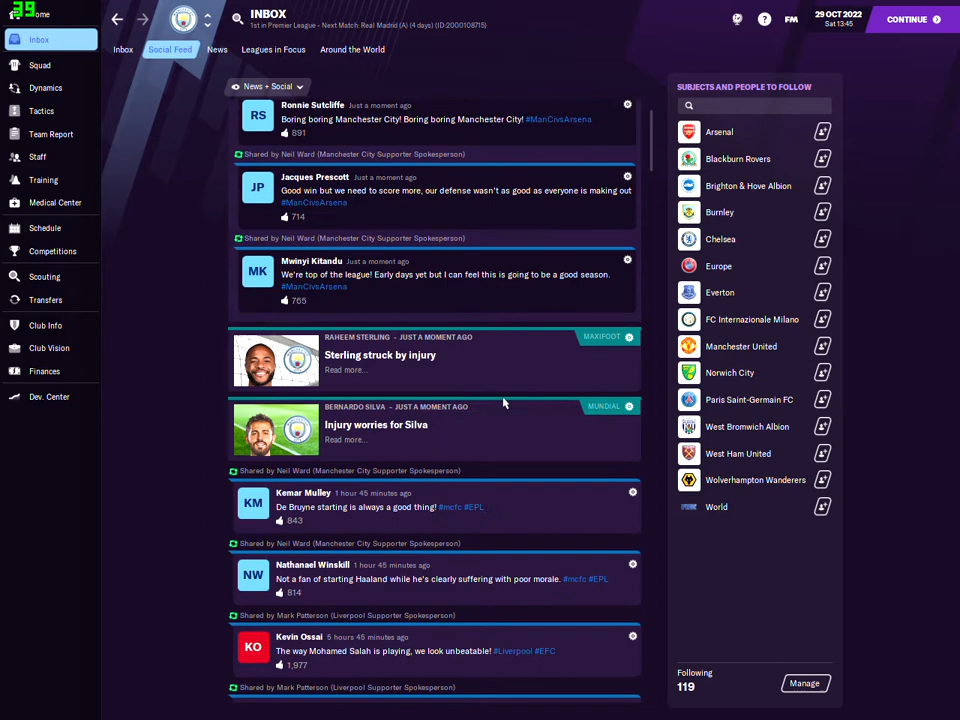 39
Home
INBOX
1st in Premier League - Next Match: Real Madrid (A) (4 days) (ID:2000108715)
FM
29 OCT 2022
Sat 13:45
CONTINUE
Inbox
Squad
Dynamics
Tactics
Team Report
Staff
Training
Medical Center
Schedule
Competitions
Scouting
Transfers
Club Info
Club Vision
Finances
Dev. Center
Inbox
Social Feed
News
Leagues in Focus
Around the World
News + Social
RS
Ronnie Sutcliffe Just a moment ago
Boring boring Manchester City! Boring boring Manchester City! #ManCivsArsena
891
Shared by Neil Ward (Manchester City Supporter Spokesperson)
JP
Jacques Prescott Just a moment ago
Good win but we need to score more, our defense wasn't as good as everyone is making out
#ManCivsArsena
714
Shared by Neil Ward (Manchester City Supporter Spokesperson)
MK
Mwinyi Kitandu Just a moment ago
We're top of the league! Early days yet but I can feel this is going to be a good season.
#ManCivsArsena
765
RAHEEM STERLING - JUST A MOMENT AGO
MAXIFOOT
Sterling struck by injury
Read more...
BERNARDO SILVA - JUST A MOMENT AGO
MUNDIAL
Injury worries for Silva
Read more...
Shared by Neil Ward (Manchester City Supporter Spokesperson)
KM
Kemar Mulley 1 hour 45 minutes ago
De Bruyne starting is always a good thing! #mcfc #EPL
843
Shared by Neil Ward (Manchester City Supporter Spokesperson)
NW
Nathanael Winskill 1 hour 45 minutes ago
Not a fan of starting Haaland while he's clearly suffering with poor morale. #mcfc #EPL
814
Shared by Mark Patterson (Liverpool Supporter Spokesperson)
KO
Kevin Ossai 5 hours 45 minutes ago
The way Mohamed Salah is playing, we look unbeatable! #Liverpool #EFC
1,977
Shared by Mark Patterson (Liverpool Supporter Spokesperson)
SUBJECTS AND PEOPLE TO FOLLOW
Arsenal
Blackburn Rovers
Brighton & Hove Albion
Burnley
Chelsea
Europe
Everton
FC Internazionale Milano
Manchester United
Norwich City
Paris Saint-Germain FC
West Bromwich Albion
West Ham United
Wolverhampton Wanderers
World
Following
119
Manage